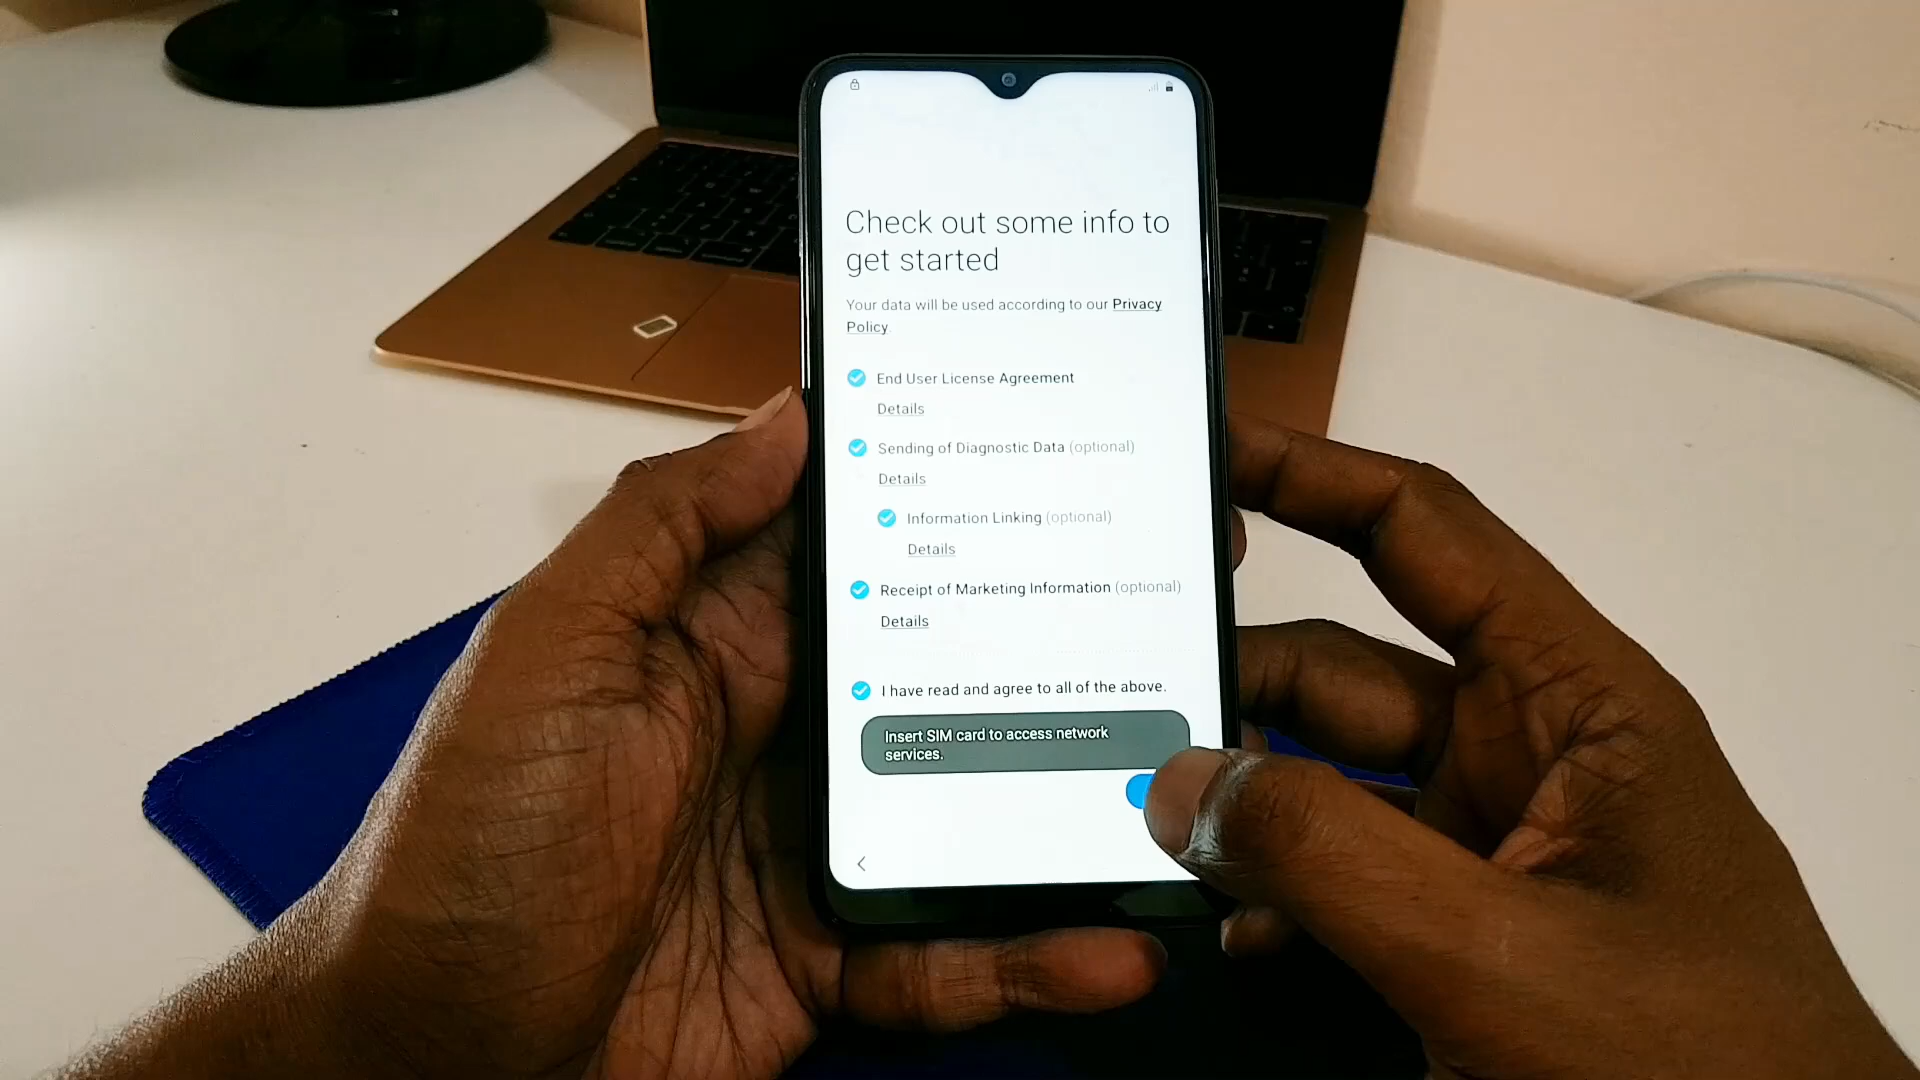 Check out some info to
get started
Your data will be used according to our Privacy
Policy.
End User License Agreement
Details
Sending of Diagnostic Data (optional)
Details
Information Linking (optional)
Details
Receipt of Marketing Information (optional)
Details
I have read and agree to all of the above.
Insert SIM card to access network
services.